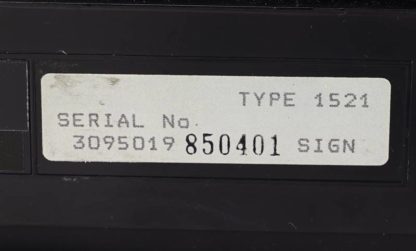 TYPE 1521
SERIAL No.
3095019 850401 SIGN